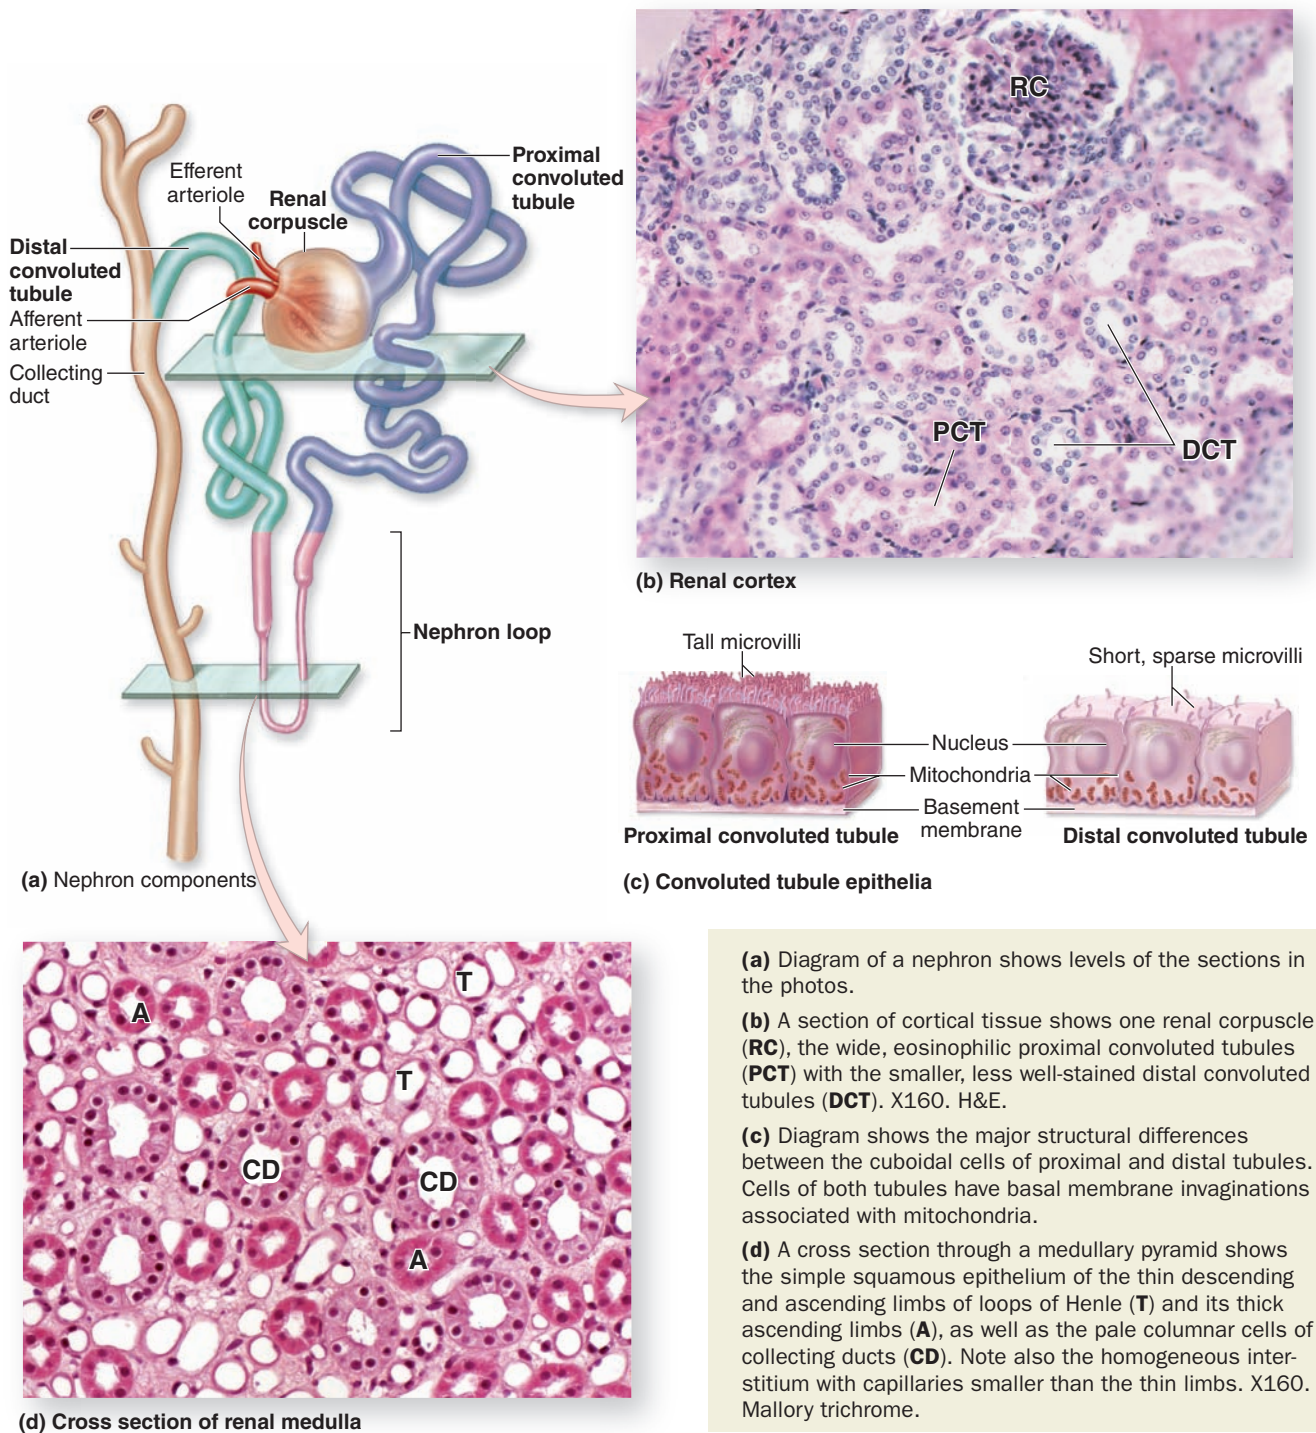 Efferent
arteriole
Renal
corpuscle
Proximal
convoluted
tubule
Distal
convoluted
tubule
Afferent
arteriole
Collecting
duct
Nephron loop
(a) Nephron components
RC
PCT
DCT
(b) Renal cortex
Tall microvilli
Short, sparse microvilli
Nucleus
Mitochondria
Basement
membrane
Proximal convoluted tubule
Distal convoluted tubule
(c) Convoluted tubule epithelia
T
A
T
CD
CD
A
(d) Cross section of renal medulla
(a) Diagram of a nephron shows levels of the sections in
the photos.
(b) A section of cortical tissue shows one renal corpuscle
(RC), the wide, eosinophilic proximal convoluted tubules
(PCT) with the smaller, less well-stained distal convoluted
tubules (DCT). X160. H&E.
(c) Diagram shows the major structural differences
between the cuboidal cells of proximal and distal tubules.
Cells of both tubules have basal membrane invaginations
associated with mitochondria.
(d) A cross section through a medullary pyramid shows
the simple squamous epithelium of the thin descending
and ascending limbs of loops of Henle (T) and its thick
ascending limbs (A), as well as the pale columnar cells of
collecting ducts (CD). Note also the homogeneous inter-
stitium with capillaries smaller than the thin limbs. X160.
Mallory trichrome.